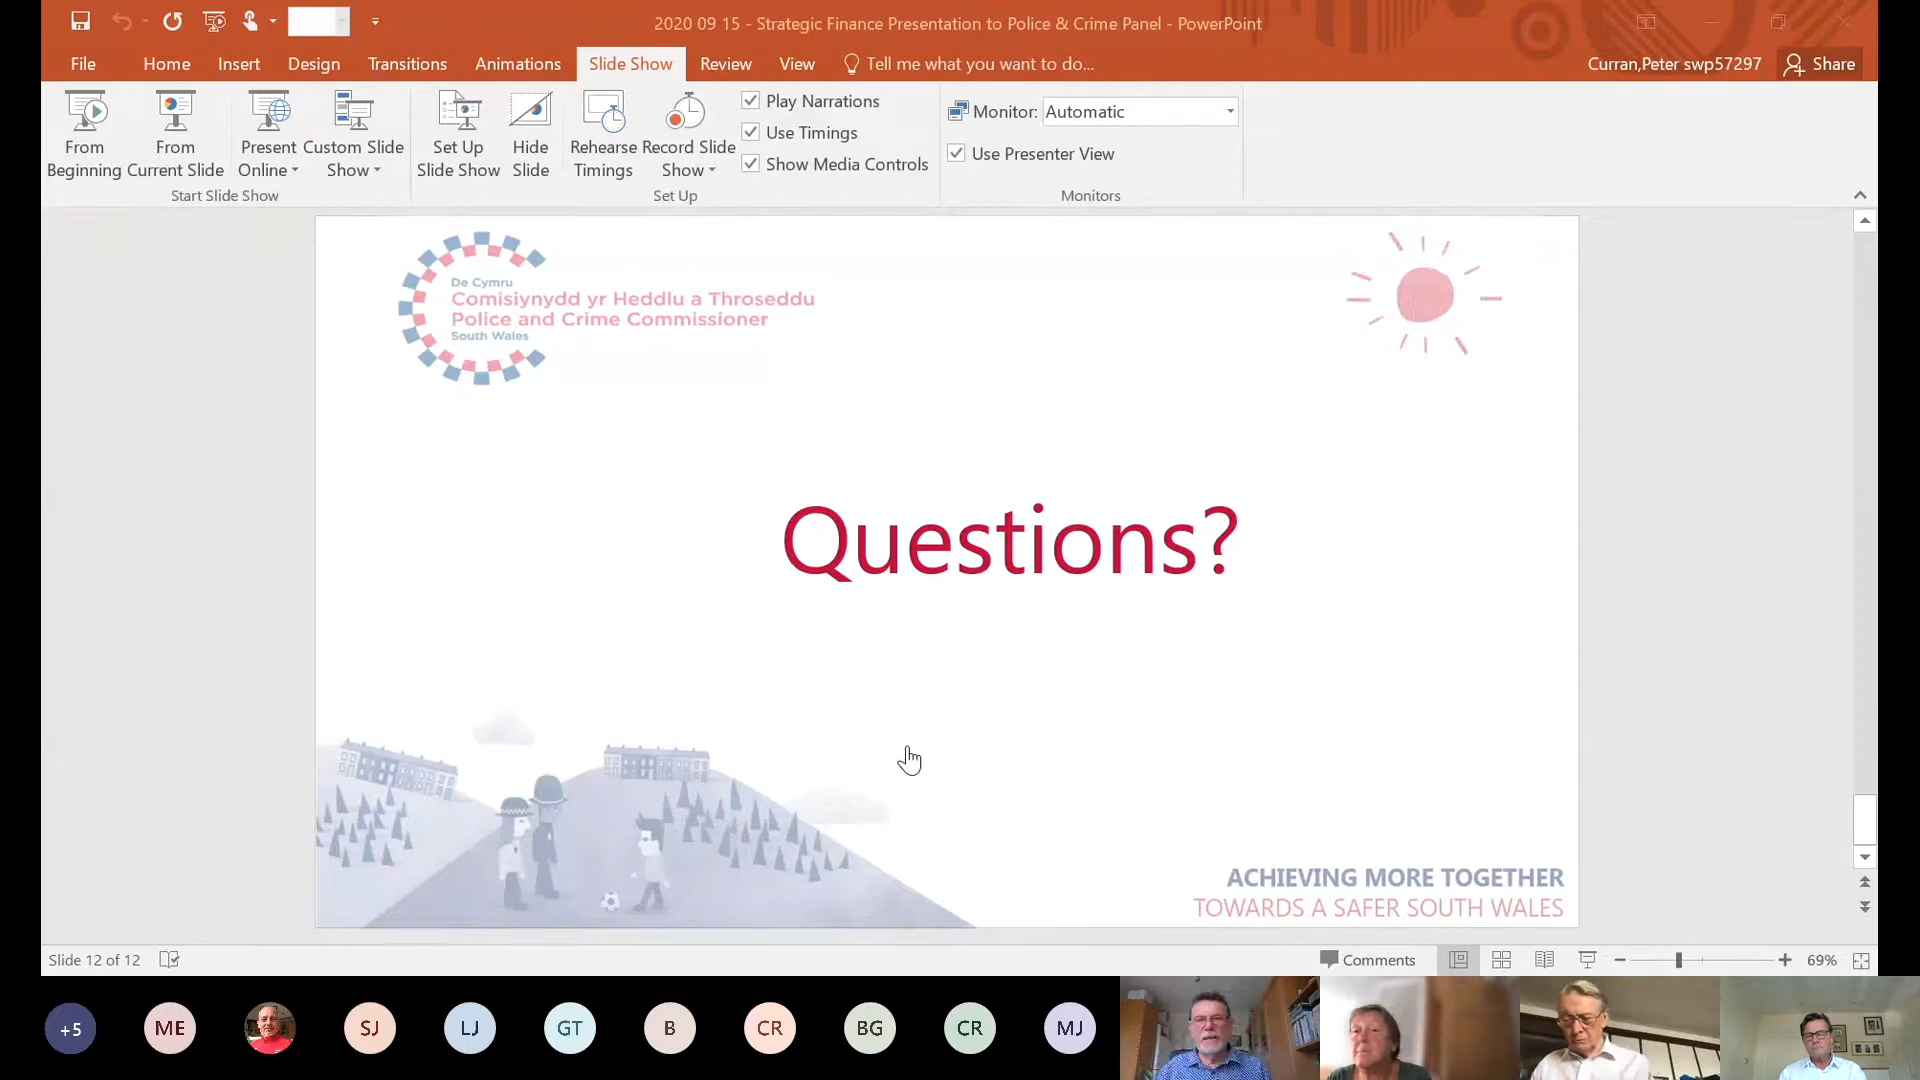 2020 09 15 - Strategic Finance Presentation to Police & Crime Panel - PowerPoint
File Home Insert Design Transitions Animations Slide Show Review View Tell me what you want to do... Curran,Peter swp57297 Share
From Beginning
From Current Slide
Present Online
Custom Slide Show
Start Slide Show
Set Up Slide Show
Hide Slide
Rehearse Timings
Record Slide Show
Play Narrations
Use Timings
Show Media Controls
Set Up
Monitor: Automatic
Use Presenter View
Monitors
De Cymru
Comisiynydd yr Heddlu a Throseddu
Police and Crime Commissioner
South Wales
Questions?
ACHIEVING MORE TOGETHER
TOWARDS A SAFER SOUTH WALES
Slide 12 of 12 Comments 69%
+5 ME SJ LJ GT B CR BG CR MJ